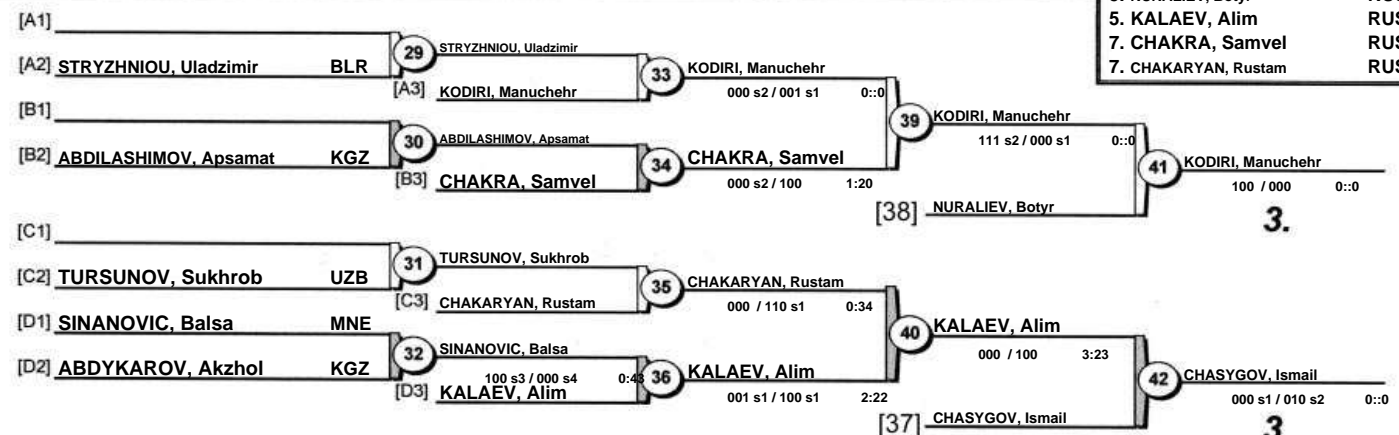 5. KALAEV, Alim RUS
7. CHAKRA, Samvel RUS
7. CHAKARYAN, Rustam RUS
[A1]
[A2] STRYZHNIOU, Uladzimir BLR
29
STRYZHNIOU, Uladzimir
[A3] KODIRI, Manuchehr
33
KODIRI, Manuchehr
000 s2 / 001 s1 0::0
[B1]
[B2] ABDILASHIMOV, Apsamat KGZ
30
ABDILASHIMOV, Apsamat
[B3] CHAKRA, Samvel
34
CHAKRA, Samvel
000 s2 / 100 1:20
39
KODIRI, Manuchehr
111 s2 / 000 s1 0::0
[38] NURALIEV, Botyr
41
KODIRI, Manuchehr
100 / 000 0::0
3.
[C1]
[C2] TURSUNOV, Sukhrob UZB
31
TURSUNOV, Sukhrob
[C3] CHAKARYAN, Rustam
35
CHAKARYAN, Rustam
000 / 110 s1 0:34
[D1] SINANOVIC, Balsa MNE
[D2] ABDYKAROV, Akzhol KGZ
32
SINANOVIC, Balsa
100 s3 / 000 s4 0:43
[D3] KALAEV, Alim
36
KALAEV, Alim
001 s1 / 100 s1 2:22
40
KALAEV, Alim
000 / 100 3:23
[37] CHASYGOV, Ismail
42
CHASYGOV, Ismail
000 s1 / 010 s2 0::0
3